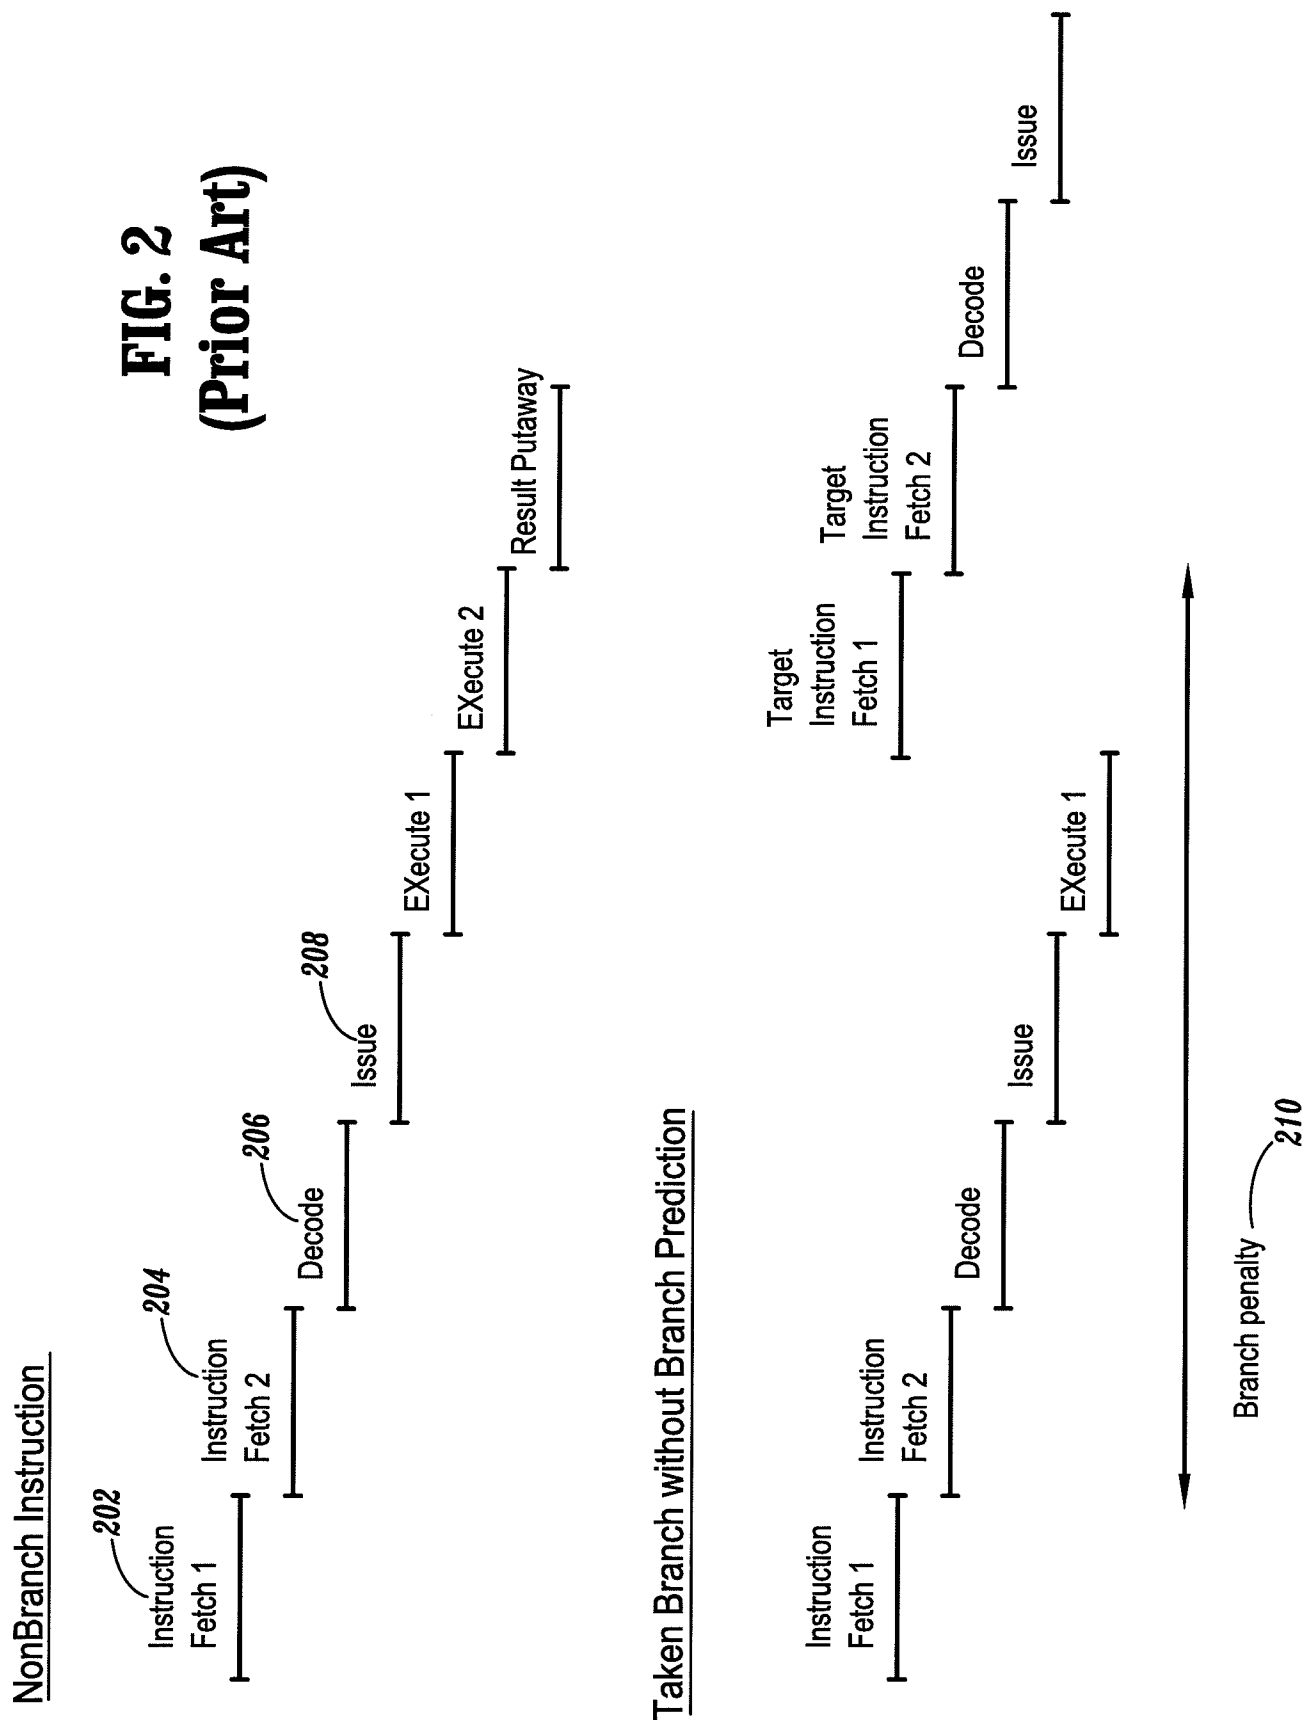 FIG. 2
(Prior Art)
NonBranch Instruction
202
Instruction
Fetch 1
204
Instruction
Fetch 2
206
Decode
208
Issue
EXecute 1
EXecute 2
Result Putaway
Taken Branch without Branch Prediction
Instruction
Fetch 1
Instruction
Fetch 2
Decode
Issue
EXecute 1
Target
Instruction
Fetch 1
Target
Instruction
Fetch 2
Decode
Issue
Branch penalty
210